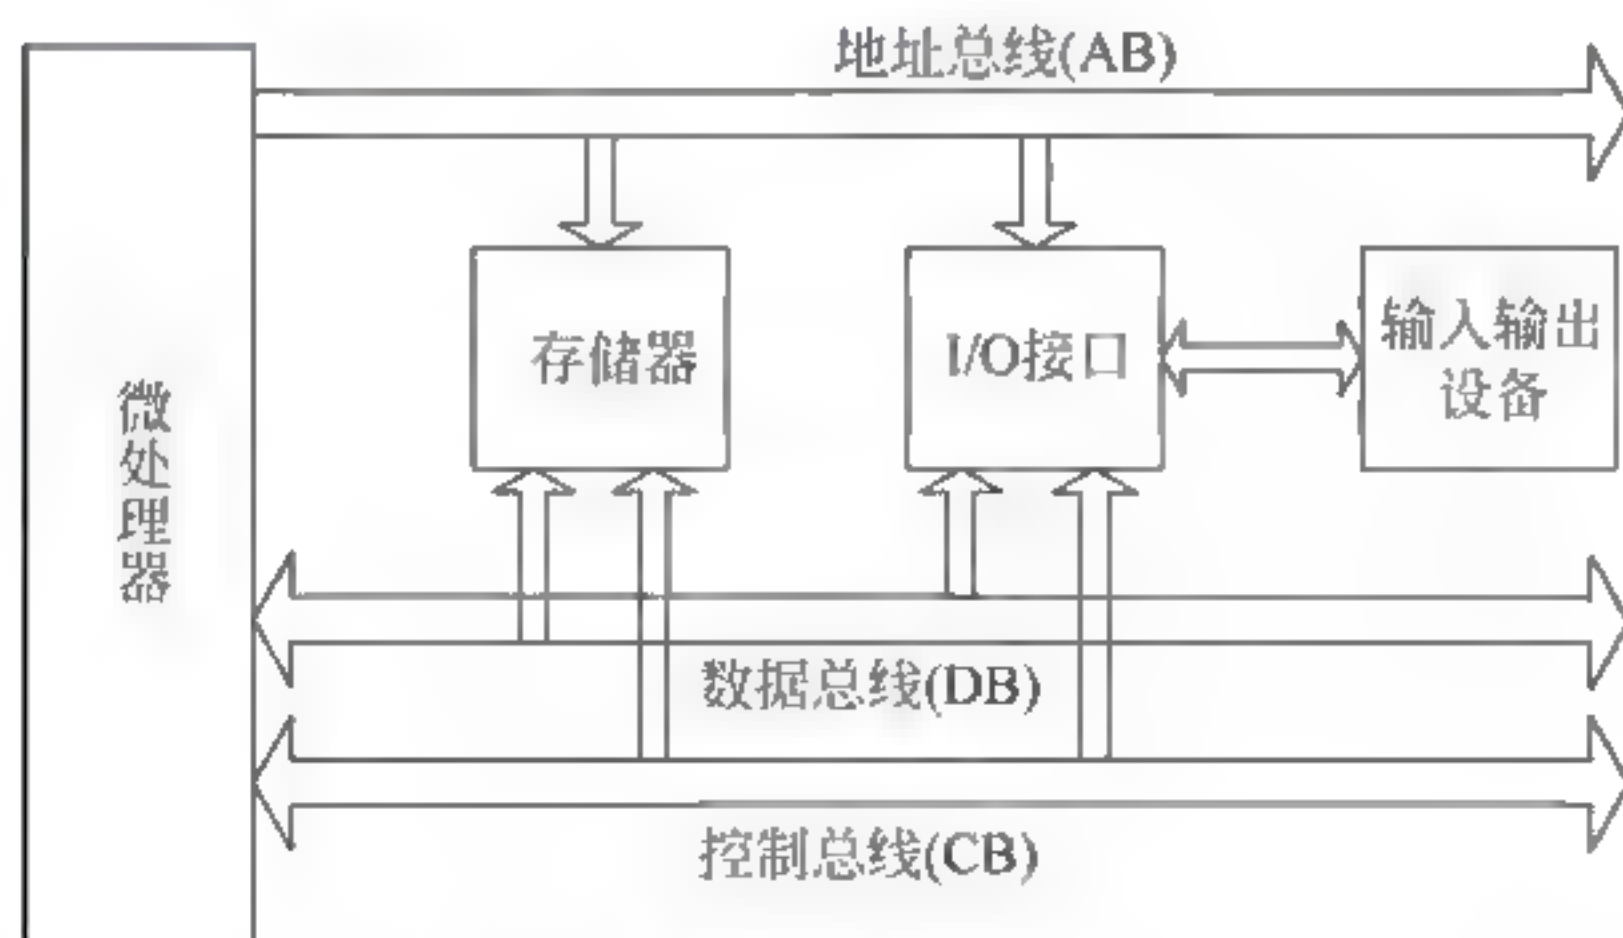 地址总线(AB)
微处理器
存储器
I/O接口
输入输出
设备
数据总线(DB)
控制总线(CB)